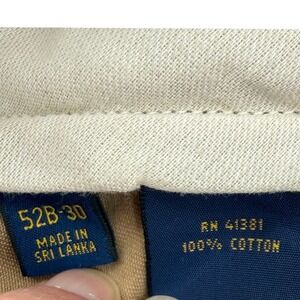 52B-30
MADE IN
SRI LANKA
RN 41381
100% COTTON